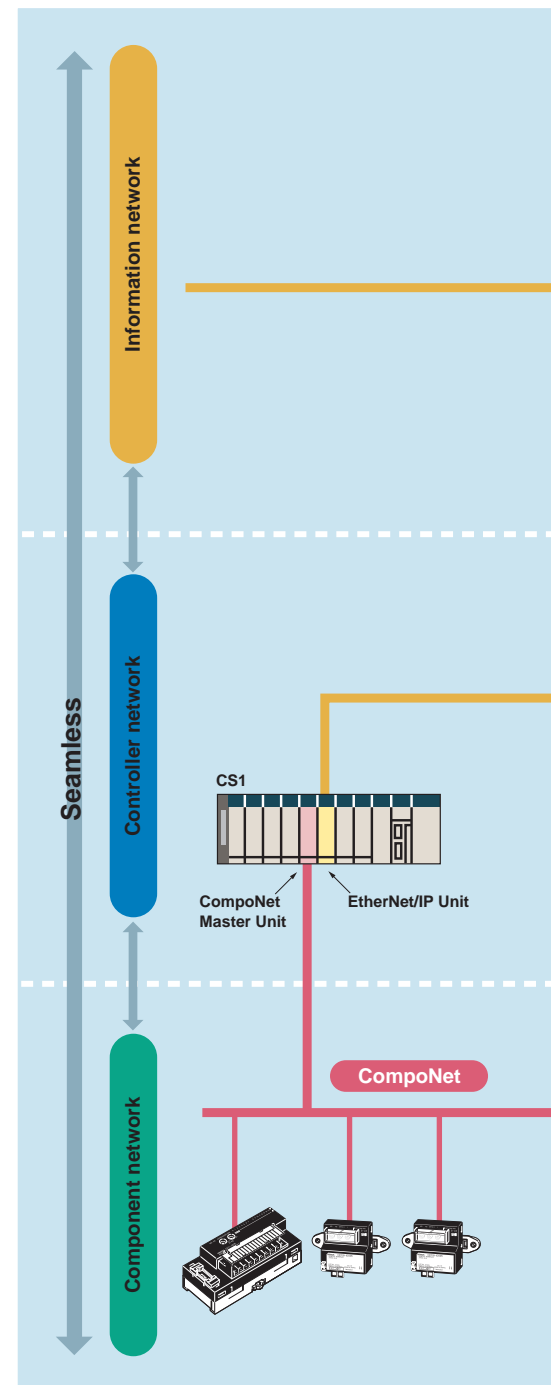 Information network
Seamless
Controller network
CS1
CompoNet
Master Unit
EtherNet/IP Unit
CompoNet
Component network